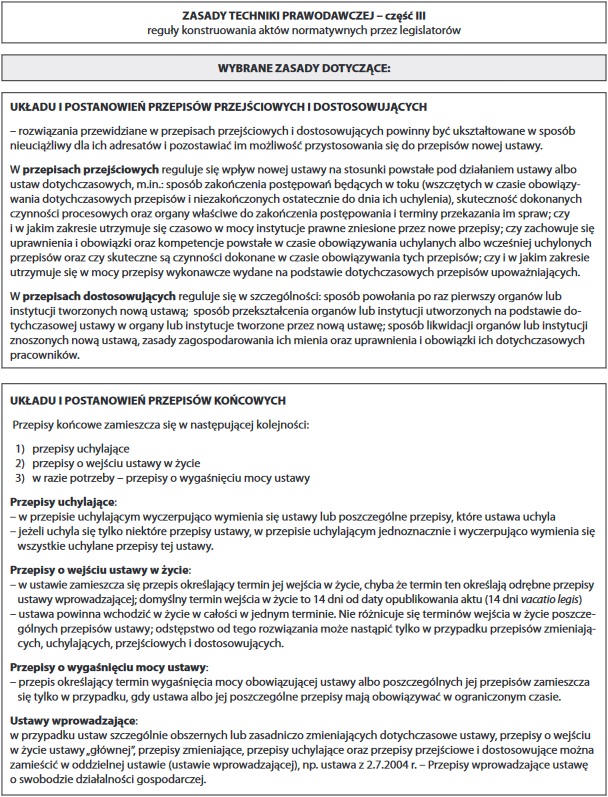 ZASADY TECHNIKI PRAWODAWCZEJ – część III
reguły konstruowania aktów normatywnych przez legislatorów
WYBRANE ZASADY DOTYCZĄCE:
UKŁADU I POSTANOWIEŃ PRZEPISÓW PRZEJŚCIOWYCH I DOSTOSOWUJĄCYCH
– rozwiązania przewidziane w przepisach przejściowych i dostosowujących powinny być ukształtowane w sposób
nieuciążliwy dla ich adresatów i pozostawiać im możliwość przystosowania się do przepisów nowej ustawy.
W przepisach przejściowych reguluje się wpływ nowej ustawy na stosunki powstałe pod działaniem ustawy albo
ustaw dotychczasowych, m.in.: sposób zakończenia postępowań będących w toku (wszczętych w czasie obowiązy-
wania dotychczasowych przepisów i niezakończonych ostatecznie do dnia ich uchylenia), skuteczność dokonanych
czynności procesowych oraz organy właściwe do zakończenia postępowania i terminy przekazania im spraw; czy
i w jakim zakresie utrzymuje się czasowo w mocy instytucje prawne zniesione przez nowe przepisy; czy zachowuje się
uprawnienia i obowiązki oraz kompetencje powstałe w czasie obowiązywania uchylanych albo wcześniej uchylonych
przepisów oraz czy skuteczne są czynności dokonane w czasie obowiązywania tych przepisów; czy i w jakim zakresie
utrzymuje się w mocy przepisy wykonawcze wydane na podstawie dotychczasowych przepisów upoważniających.
W przepisach dostosowujących reguluje się w szczególności: sposób powołania po raz pierwszy organów lub
instytucji tworzonych nową ustawą; sposób przekształcenia organów lub instytucji utworzonych na podstawie do-
tychczasowej ustawy w organy lub instytucje tworzone przez nową ustawę; sposób likwidacji organów lub instytucji
znoszonych nową ustawą, zasady zagospodarowania ich mienia oraz uprawnienia i obowiązki ich dotychczasowych
pracowników.
UKŁADU I POSTANOWIEŃ PRZEPISÓW KOŃCOWYCH
Przepisy końcowe zamieszcza się w następującej kolejności:
1) przepisy uchylające
2) przepisy o wejściu ustawy w życie
3) w razie potrzeby – przepisy o wygaśnięciu mocy ustawy
Przepisy uchylające:
– w przepisie uchylającym wyczerpująco wymienia się ustawy lub poszczególne przepisy, które ustawa uchyla
– jeżeli uchyla się tylko niektóre przepisy ustawy, w przepisie uchylającym jednoznacznie i wyczerpująco wymienia się
wszystkie uchylane przepisy tej ustawy.
Przepisy o wejściu ustawy w życie:
– w ustawie zamieszcza się przepis określający termin jej wejścia w życie, chyba że termin ten określają odrębne przepisy
ustawy wprowadzającej; domyślny termin wejścia w życie to 14 dni od daty opublikowania aktu (14 dni vacatio legis)
– ustawa powinna wchodzić w życie w całości w jednym terminie. Nie różnicuje się terminów wejścia w życie poszcze-
gólnych przepisów ustawy; odstępstwo od tego rozwiązania może nastąpić tylko w przypadku przepisów zmieniają-
cych, uchylających, przejściowych i dostosowujących.
Przepisy o wygaśnięciu mocy ustawy:
– przepis określający termin wygaśnięcia mocy obowiązującej ustawy albo poszczególnych jej przepisów zamieszcza
się tylko w przypadku, gdy ustawa albo jej poszczególne przepisy mają obowiązywać w ograniczonym czasie.
Ustawy wprowadzające:
w przypadku ustaw szczególnie obszernych lub zasadniczo zmieniających dotychczasowe ustawy, przepisy o wejściu
w życie ustawy „głównej”, przepisy zmieniające, przepisy uchylające oraz przepisy przejściowe i dostosowujące można
zamieścić w oddzielnej ustawie (ustawie wprowadzającej), np. ustawa z 2.7.2004 r. – Przepisy wprowadzające ustawę
o swobodzie działalności gospodarczej.